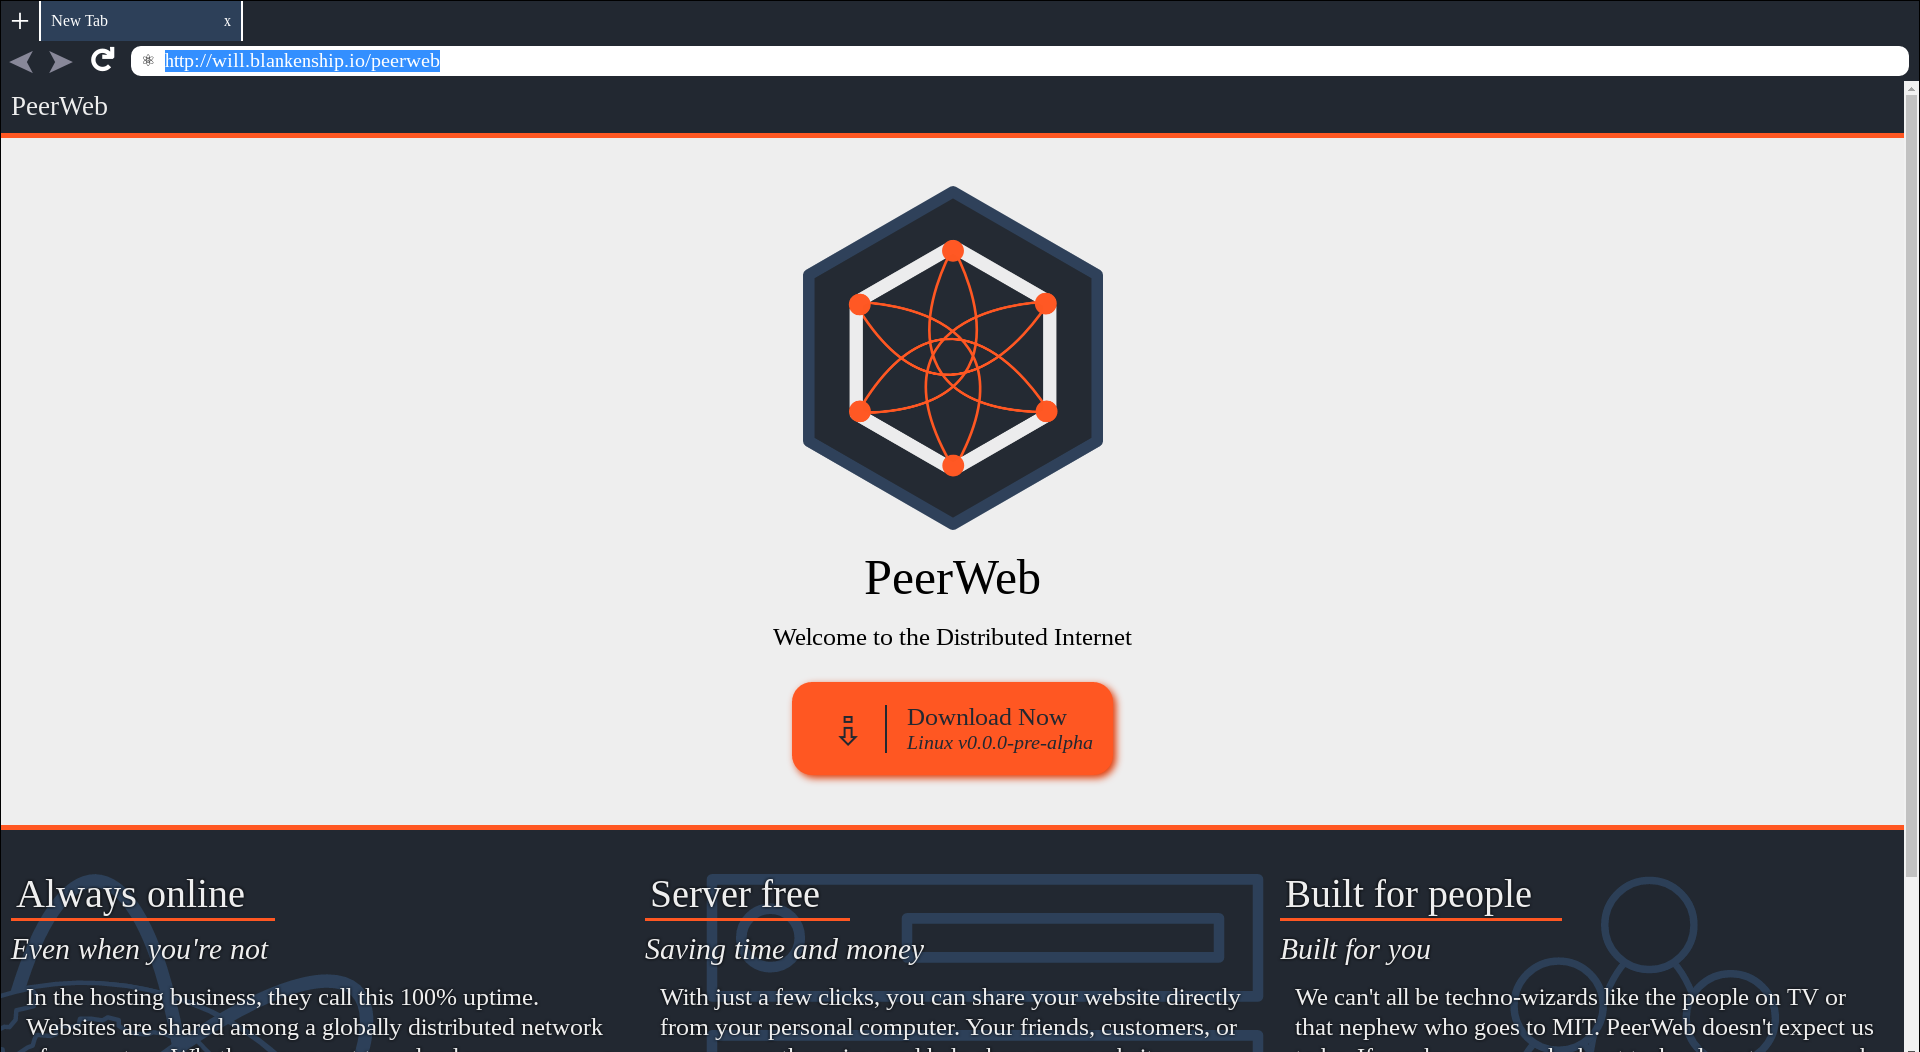 New Tab x
http://will.blankenship.io/peerweb
PeerWeb
PeerWeb
Welcome to the Distributed Internet
Download Now
Linux v0.0.0-pre-alpha
Always online
Even when you're not
In the hosting business, they call this 100% uptime.
Websites are shared among a globally distributed network
Server free
Saving time and money
With just a few clicks, you can share your website directly
from your personal computer. Your friends, customers, or
Built for people
Built for you
We can't all be techno-wizards like the people on TV or
that nephew who goes to MIT. PeerWeb doesn't expect us